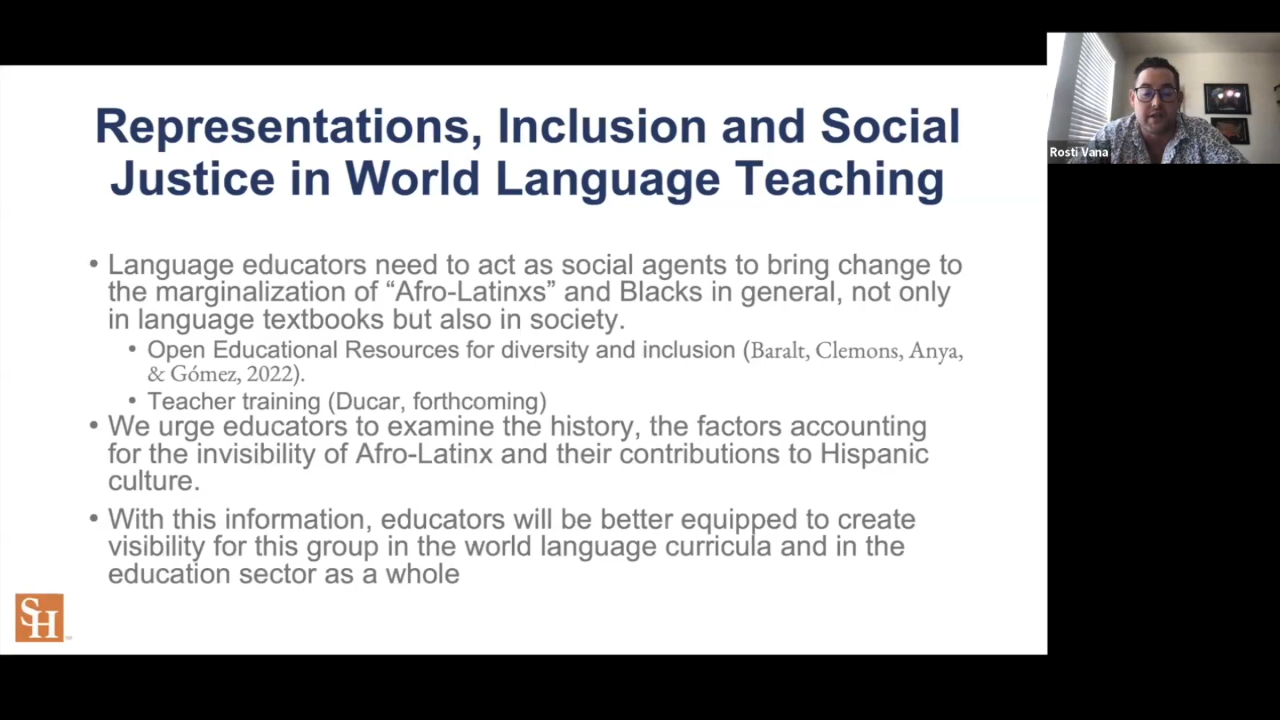 Representations, Inclusion and Social
Justice in World Language Teaching
• Language educators need to act as social agents to bring change to
the marginalization of “Afro-Latinxs” and Blacks in general, not only
in language textbooks but also in society.
• Open Educational Resources for diversity and inclusion (Baralt, Clemons, Anya,
& Gómez, 2022).
• Teacher training (Ducar, forthcoming)
• We urge educators to examine the history, the factors accounting
for the invisibility of Afro-Latinx and their contributions to Hispanic
culture.
• With this information, educators will be better equipped to create
visibility for this group in the world language curricula and in the
education sector as a whole
SH
Rosti Vana